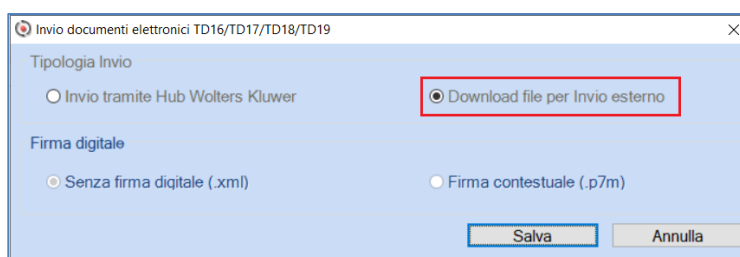 Invio documenti elettronici TD16/TD17/TD18/TD19
Tipologia Invio
Invio tramite Hub Wolters Kluwer
Download file per Invio esterno
Firma digitale
Senza firma digitale (.xml)
Firma contestuale (.p7m)
Salva
Annulla